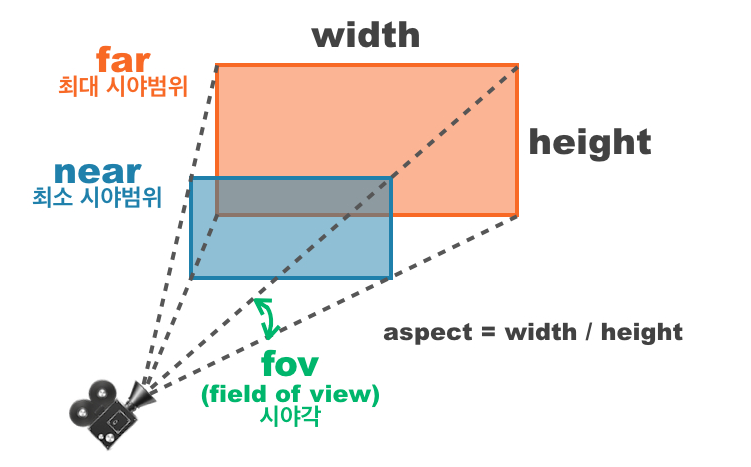 width
far
최대 시야범위
height
near
최소 시야범위
aspect = width / height
fov
(field of view)
시야각